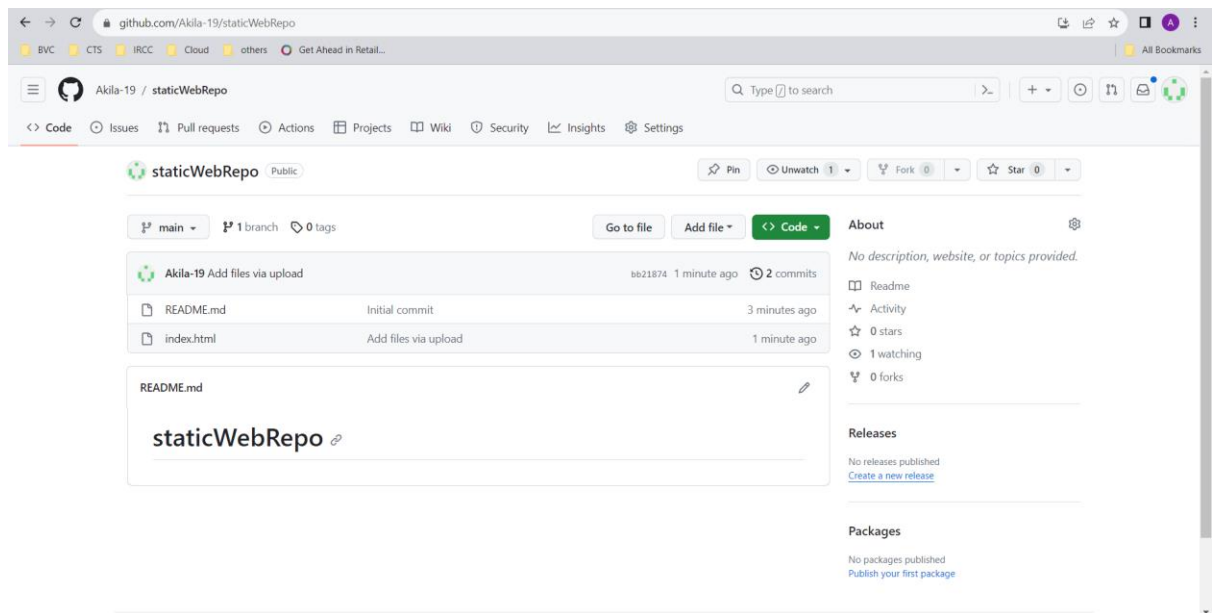 github.com/Akila-19/staticWebRepo A
BVC CTS IRCC Cloud others Get Ahead in Retail... All Bookmarks
Akila-19 / staticWebRepo Type / to search
<> Code Issues Pull requests Actions Projects Wiki Security Insights Settings
staticWebRepo Public Pin Unwatch 1 Fork 0 Star 0
main 1 branch 0 tags Go to file Add file <> Code
Akila-19 Add files via upload bb21874 1 minute ago 2 commits
README.md Initial commit 3 minutes ago
index.html Add files via upload 1 minute ago
README.md
staticWebRepo
About
No description, website, or topics provided.
Readme
Activity
0 stars
1 watching
0 forks
Releases
No releases published
Create a new release
Packages
No packages published
Publish your first package